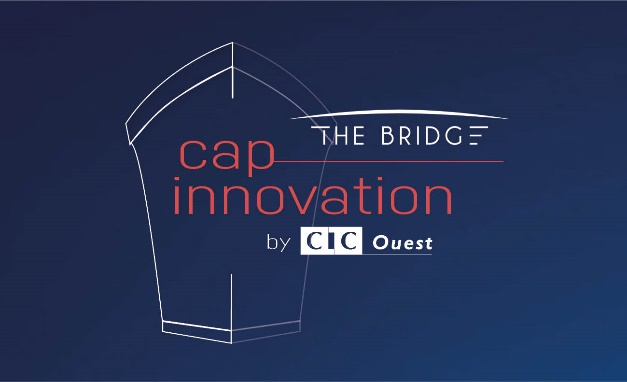 THE BRIDGE
cap
innovation
by CIC Ouest